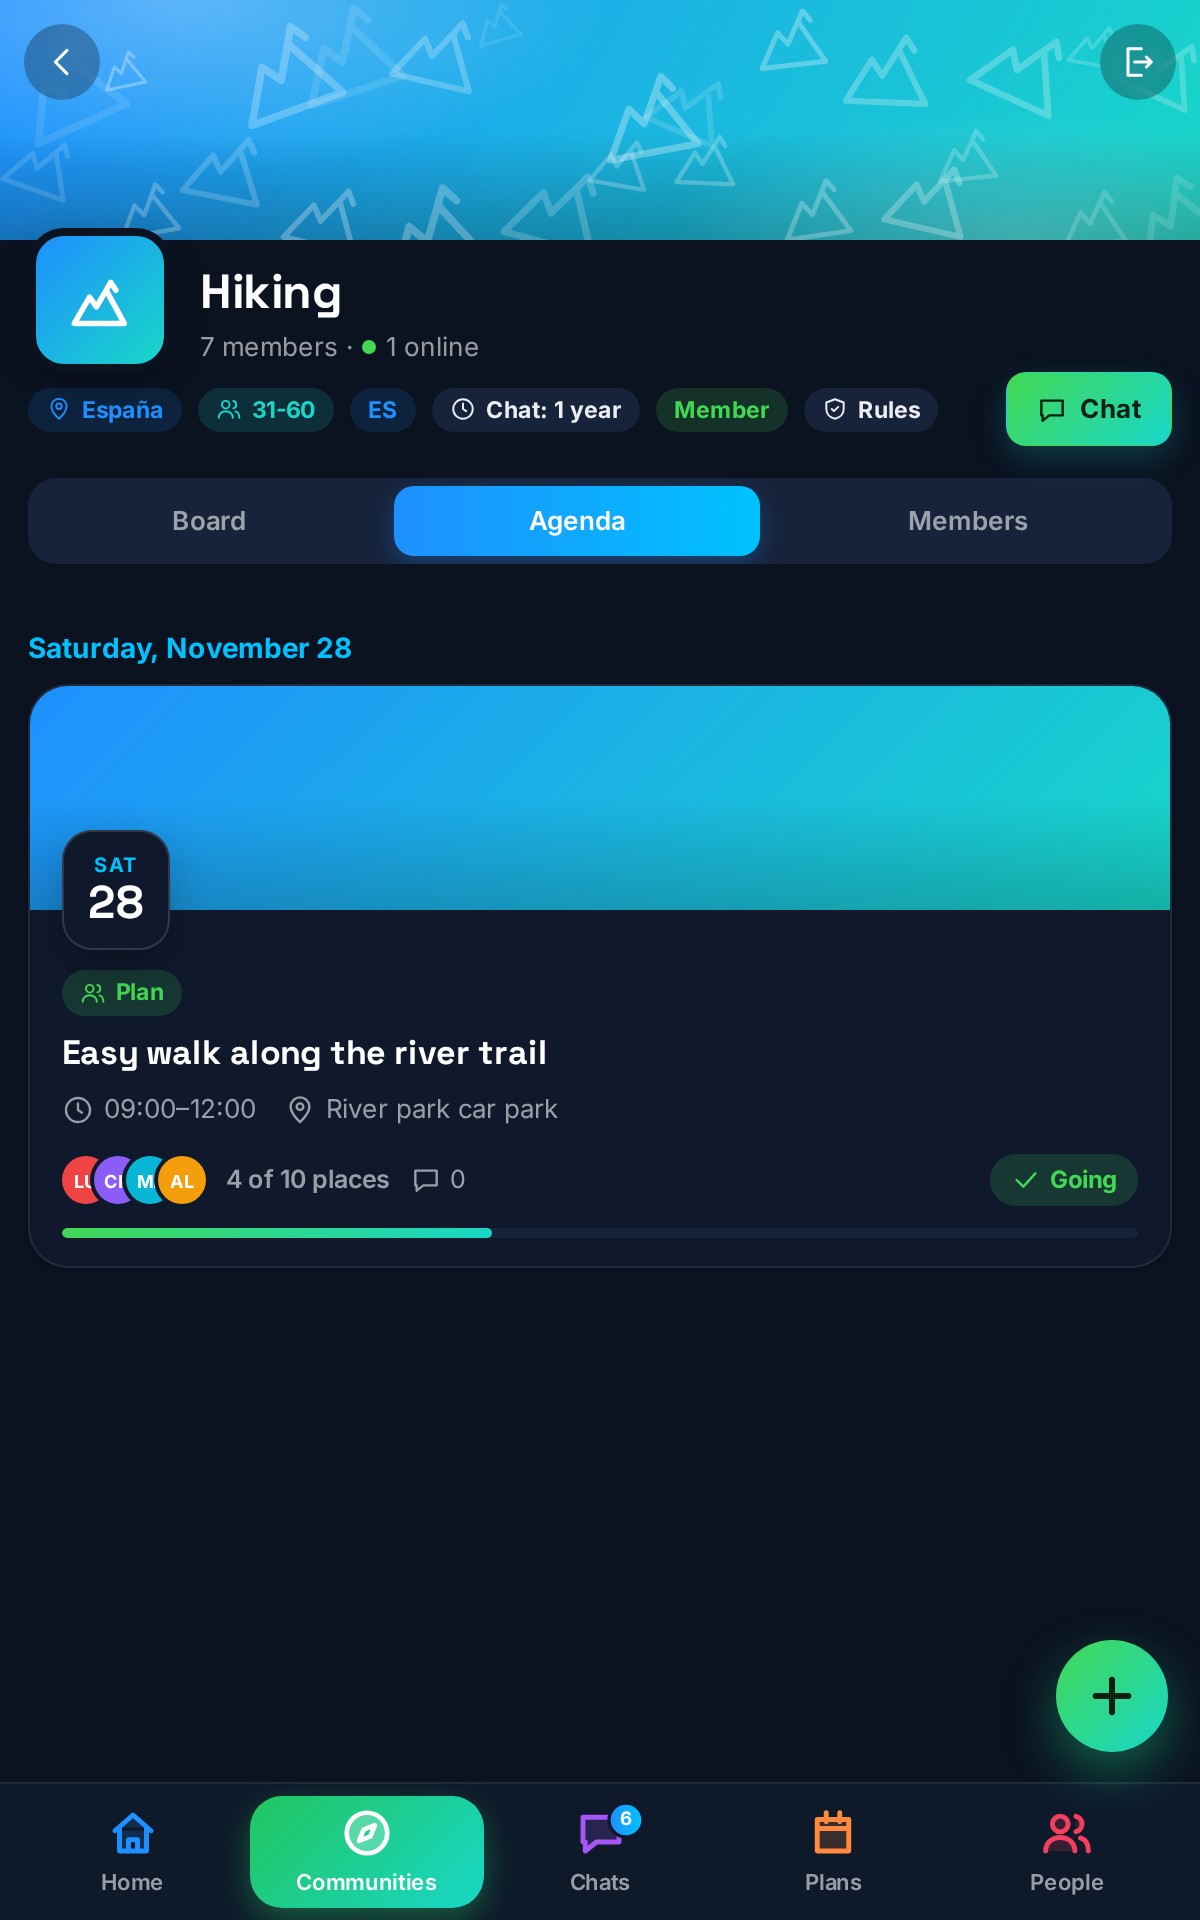 Hiking
7 members · 1 online
España
31-60
ES
Chat: 1 year
Member
Rules
Chat
Board
Agenda
Members
Saturday, November 28
SAT
28
Plan
Easy walk along the river trail
09:00–12:00
River park car park
AL
4 of 10 places
0
Going
Home
Communities
6
Chats
Plans
People